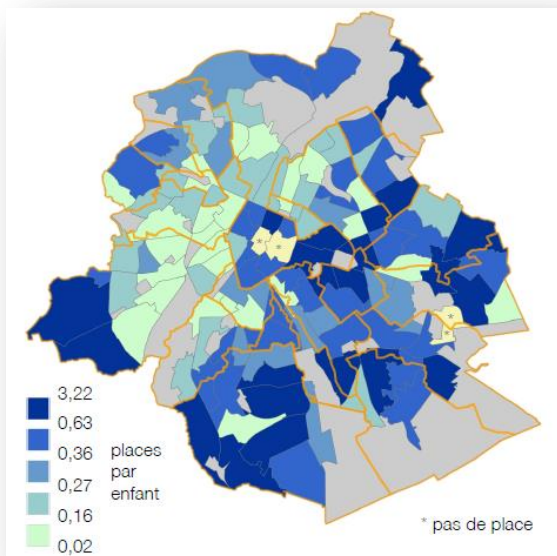 *
*
*
*
3,22
0,63
0,36
0,27
0,16
0,02
places
par
enfant
* pas de place